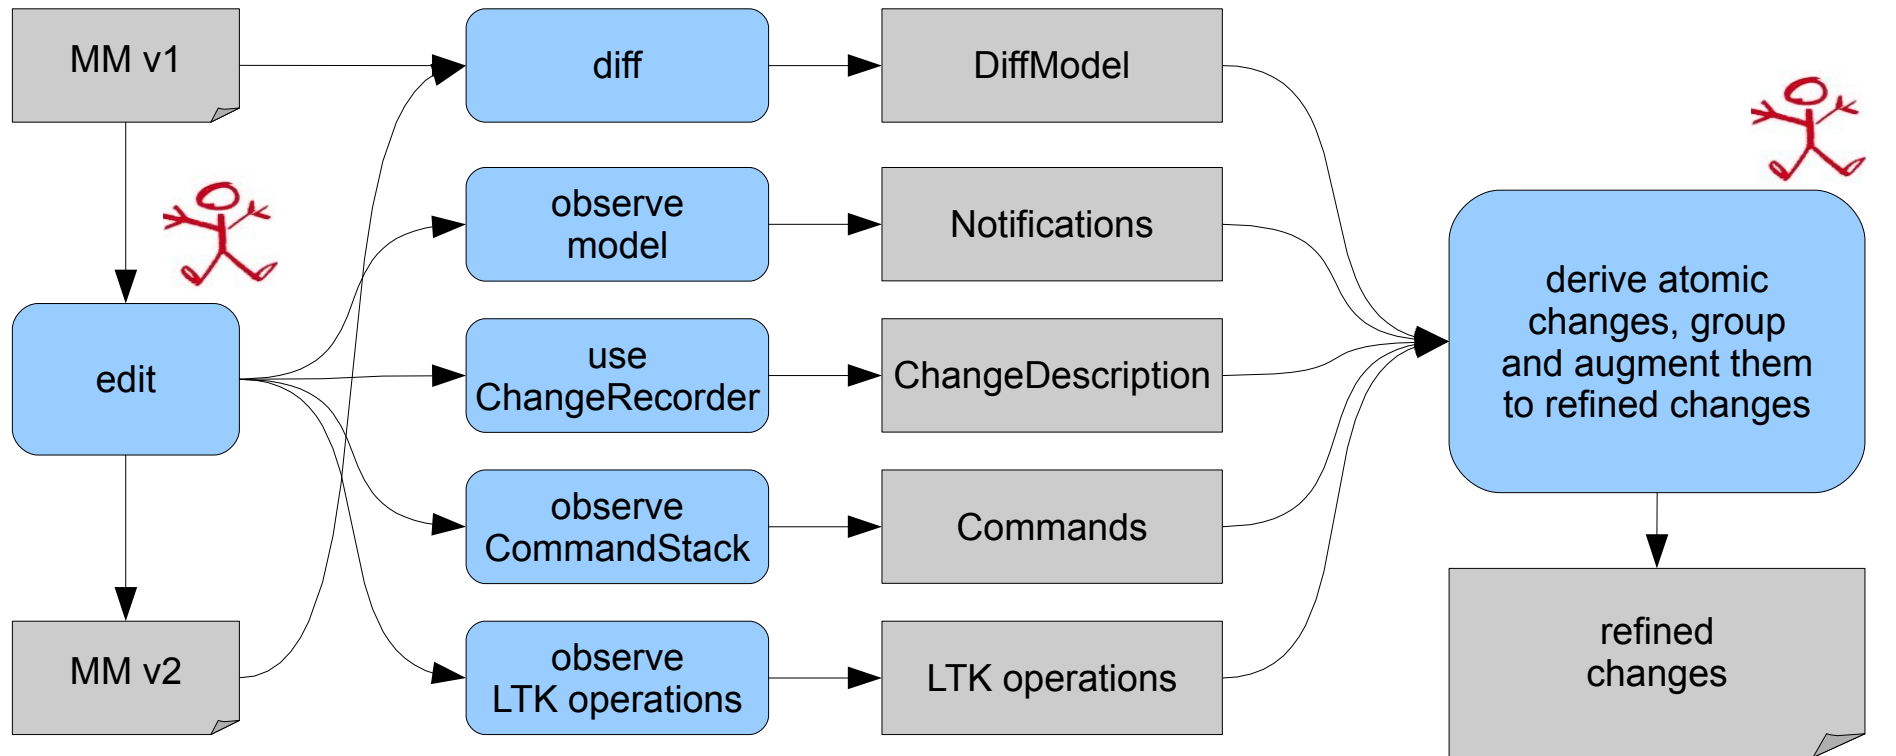 MM v1
diff
DiffModel
observe
model
Notifications
edit
use
ChangeRecorder
ChangeDescription
derive atomic
changes, group
and augment them
to refined changes
observe
CommandStack
Commands
MM v2
observe
LTK operations
LTK operations
refined
changes